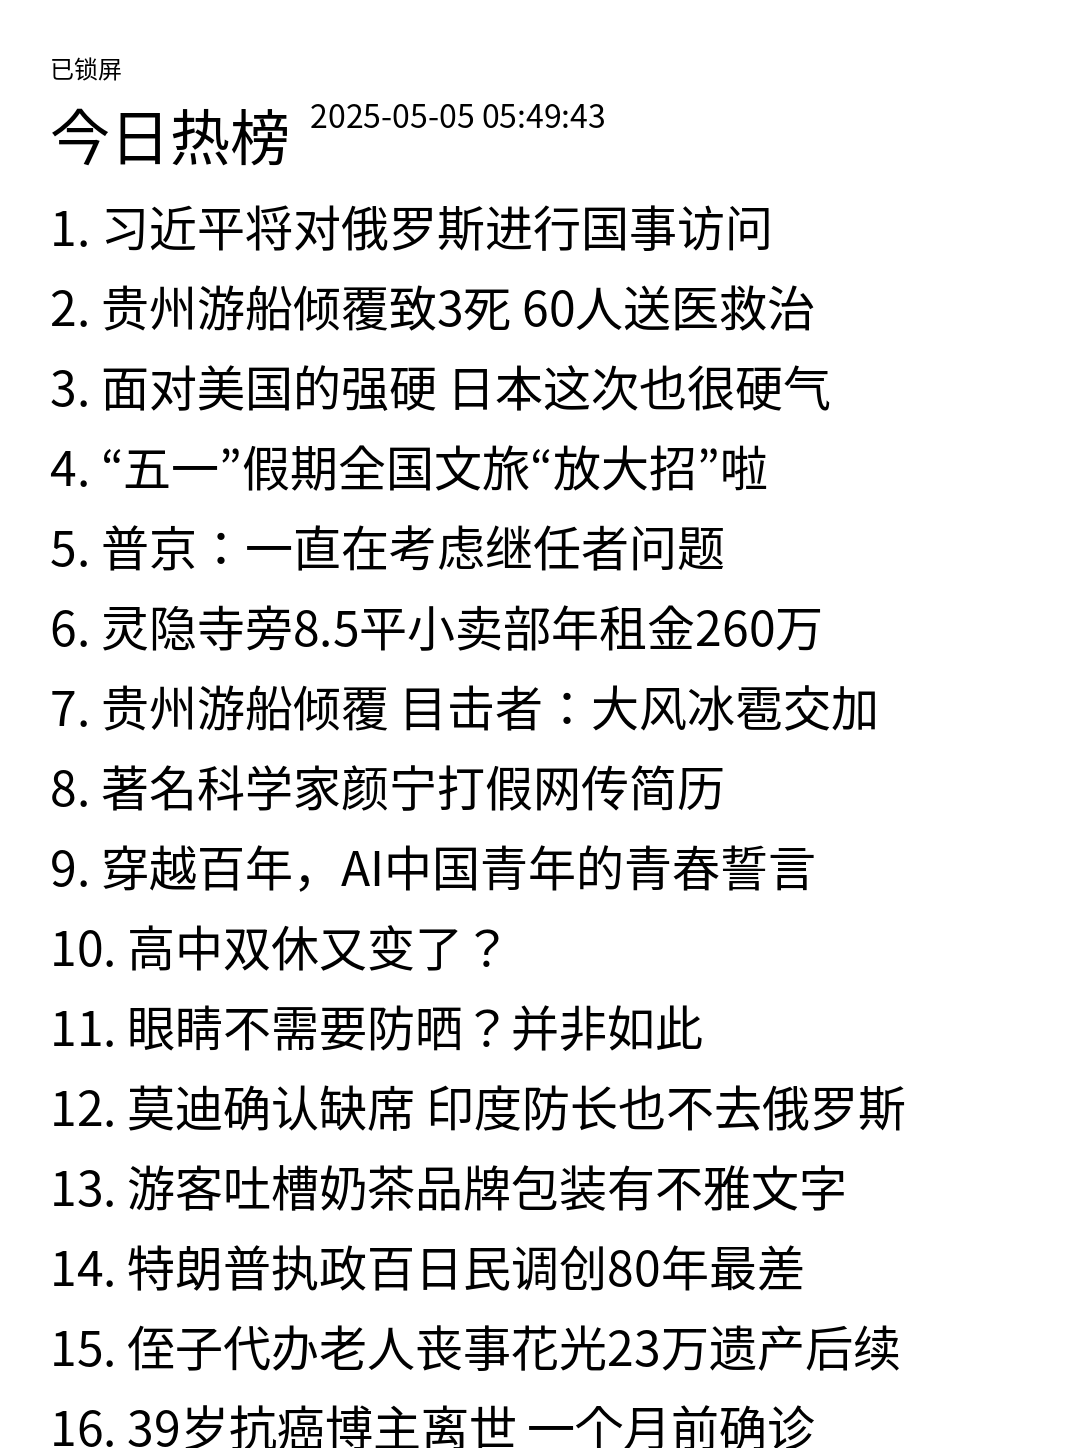 已锁屏
今日热榜 2025-05-05 05:49:43
1. 习近平将对俄罗斯进行国事访问
2. 贵州游船倾覆致3死 60人送医救治
3. 面对美国的强硬 日本这次也很硬气
4. “五一”假期全国文旅“放大招”啦
5. 普京：一直在考虑继任者问题
6. 灵隐寺旁8.5平小卖部年租金260万
7. 贵州游船倾覆 目击者：大风冰雹交加
8. 著名科学家颜宁打假网传简历
9. 穿越百年，AI中国青年的青春誓言
10. 高中双休又变了？
11. 眼睛不需要防晒？并非如此
12. 莫迪确认缺席 印度防长也不去俄罗斯
13. 游客吐槽奶茶品牌包装有不雅文字
14. 特朗普执政百日民调创80年最差
15. 侄子代办老人丧事花光23万遗产后续
16. 39岁抗癌博主离世 一个月前确诊